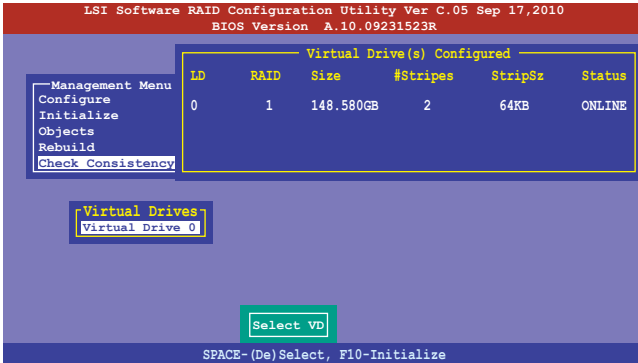 LSI Software RAID Configuration Utility Ver C.05 Sep 17,2010
BIOS Version A.10.09231523R
Virtual Drive(s) Configured
LD RAID Size #Stripes StripSz Status
0 1 148.580GB 2 64KB ONLINE
Management Menu
Configure
Initialize
Objects
Rebuild
Check Consistency
Virtual Drives
Virtual Drive 0
Select VD
SPACE-(De)Select, F10-Initialize